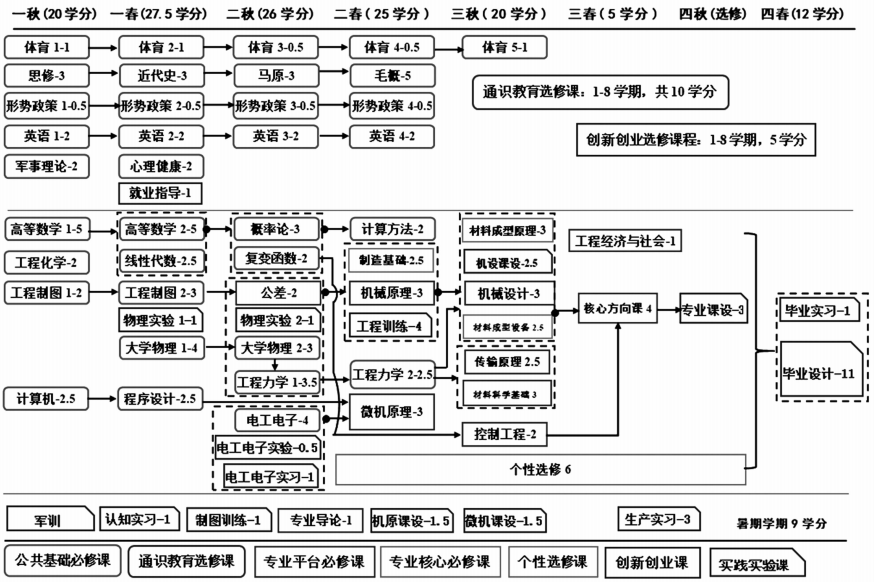 一秋(20学分) 一春(27.5学分) 二秋(26学分) 二春(25学分) 三秋(20学分) 三春(5学分) 四秋(选修) 四春(12学分)
体育1-1 体育2-1 体育3-0.5 体育4-0.5 体育5-1
思修-3 近代史-3 马原-3 毛概-5
通识教育选修课：1-8学期，共10学分
形势政策1-0.5 形势政策2-0.5 形势政策3-0.5 形势政策4-0.5
英语1-2 英语2-2 英语3-2 英语4-2
创新创业选修课程：1-8学期，5学分
军事理论-2 心理健康-2
就业指导-1
高等数学1-5 高等数学2-5 概率论-3 计算方法-2 材料成型原理-3
工程经济与社会-1
工程化学-2 线性代数-2.5 复变函数-2 制造基础-2.5 机设课设-2.5
工程制图1-2 工程制图2-3 公差-2 机械原理-3 机械设计-3
核心方向课4 专业课设-3 毕业实习-1
物理实验1-1 物理实验2-1 工程训练-4 材料成型设备2.5
大学物理1-4 大学物理2-3 传输原理2.5
工程力学1-3.5 工程力学2-2.5 毕业设计-11
计算机-2.5 程序设计-2.5 材料科学基础3
电工电子-4 微机原理-3
控制工程-2
电工电子实验-0.5
个性选修6
电工电子实习-1
军训 认知实习-1 制图训练-1 专业导论-1 机原课设-1.5 微机课设-1.5 生产实习-3 暑期学期9学分
公共基础必修课 通识教育选修课 专业平台必修课 专业核心必修课 个性选修课 创新创业课 实践实验课